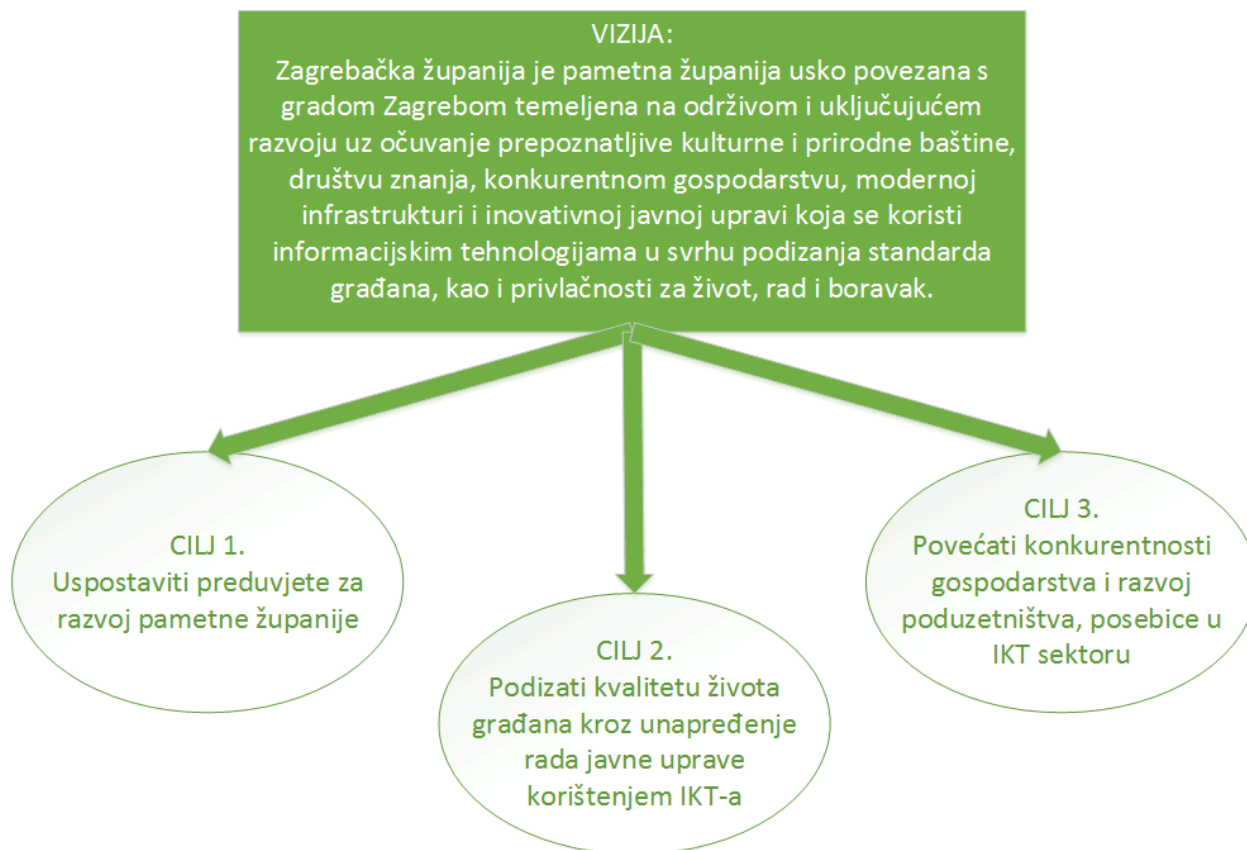 VIZIJA:
Zagrebačka županija je pametna županija usko povezana s
gradom Zagrebom temeljena na održivom i uključujućem
razvoju uz očuvanje prepoznatljive kulturne i prirodne baštine,
društvu znanja, konkurentnom gospodarstvu, modernoj
infrastrukturi i inovativnoj javnoj upravi koja se koristi
informacijskim tehnologijama u svrhu podizanja standarda
građana, kao i privlačnosti za život, rad i boravak.
CILJ 1.
Uspostaviti preduvjete za
razvoj pametne županije
CILJ 2.
Podizati kvalitetu života
građana kroz unapređenje
rada javne uprave
korištenjem IKT-a
CILJ 3.
Povećati konkurentnosti
gospodarstva i razvoj
poduzetništva, posebice u
IKT sektoru